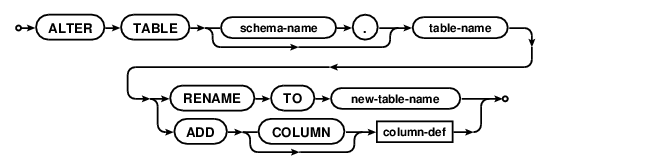 ALTER TABLE schema-name . table-name
RENAME TO new-table-name
ADD COLUMN column-def